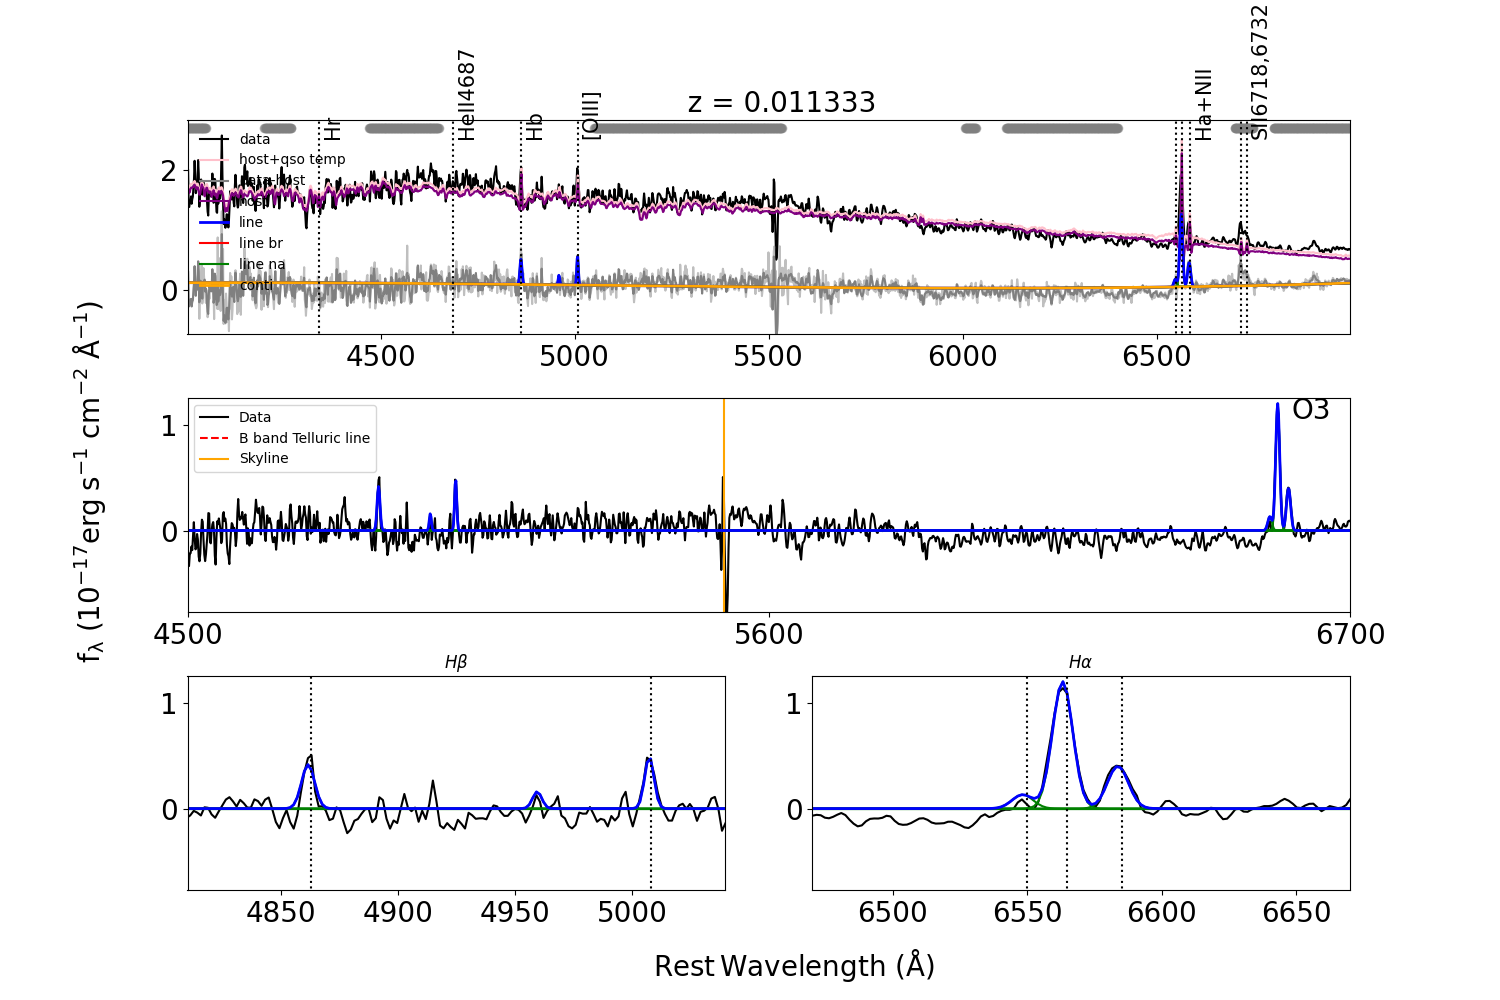 z = 0.011333
Hr
HeII4687
Hb
[OIII]
Ha+NII
SII6718,6732
data
host+qso temp
data-host
host
line
line br
line na
conti
2
0
4500 5000 5500 6000 6500
fλ (10⁻¹⁷erg s⁻¹ cm⁻² Å⁻¹)
Data
B band Telluric line
Skyline
O3
1
0
4500 5600 6700
Hβ
1
0
4850 4900 4950 5000
Hα
1
0
6500 6550 6600 6650
Rest Wavelength (Å)